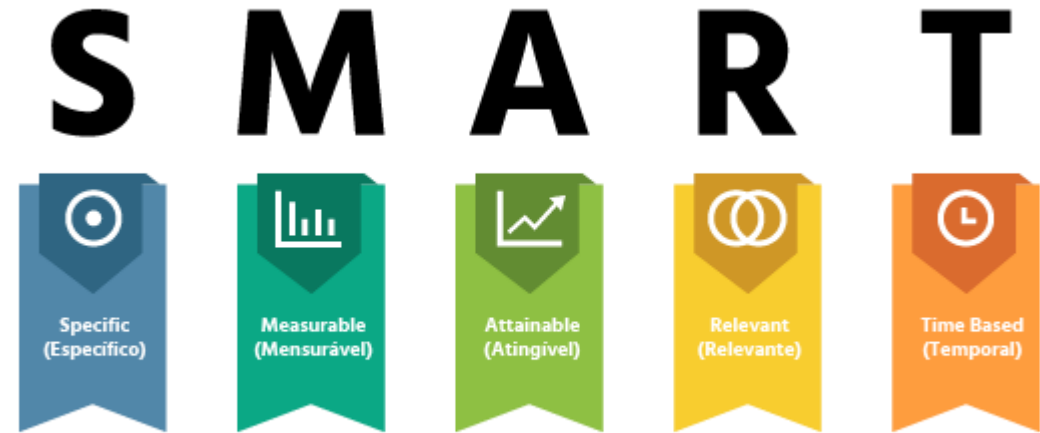 S M A R T
Specific
(Específico)
Measurable
(Mensurável)
Attainable
(Atingível)
Relevant
(Relevante)
Time Based
(Temporal)